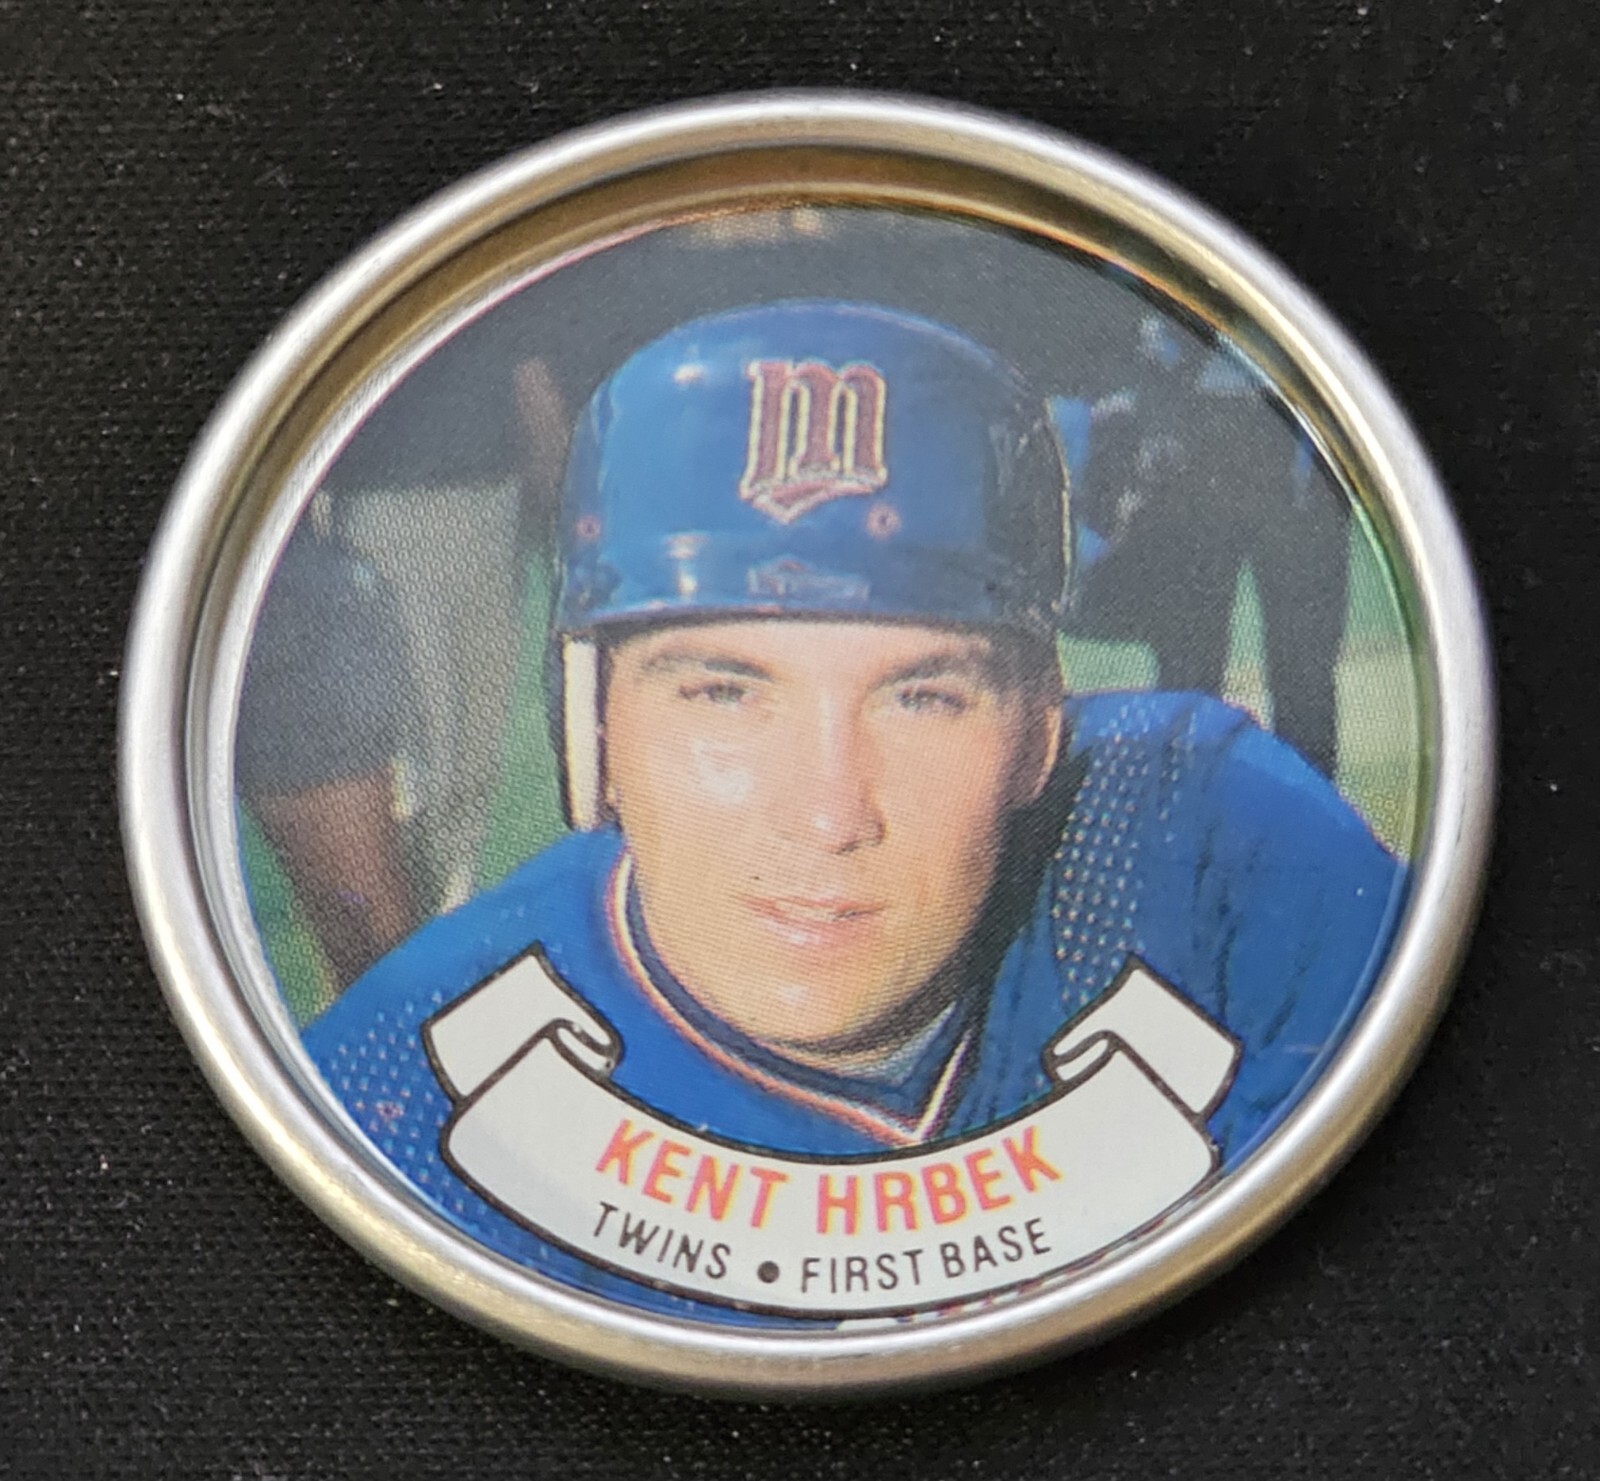 m
KENT HRBEK
TWINS • FIRST BASE